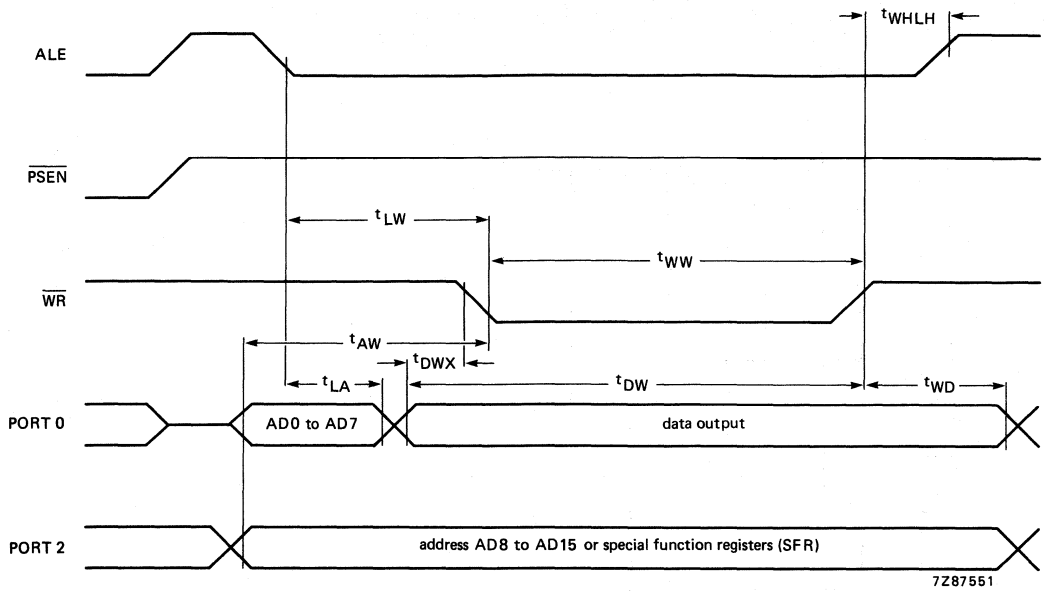 tWHLH
ALE
PSEN
tLW
tWW
WR
tAW
tDWX
tLA
tDW
tWD
PORT 0
AD0 to AD7
data output
PORT 2
address AD8 to AD15 or special function registers (SFR)
7Z87551